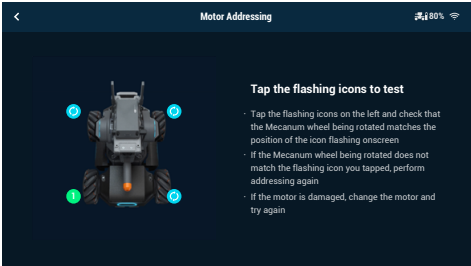 Motor Addressing
80%
Tap the flashing icons to test
· Tap the flashing icons on the left and check that
the Mecanum wheel being rotated matches the
position of the icon flashing onscreen
· If the Mecanum wheel being rotated does not
match the flashing icon you tapped, perform
addressing again
· If the motor is damaged, change the motor and
try again
1